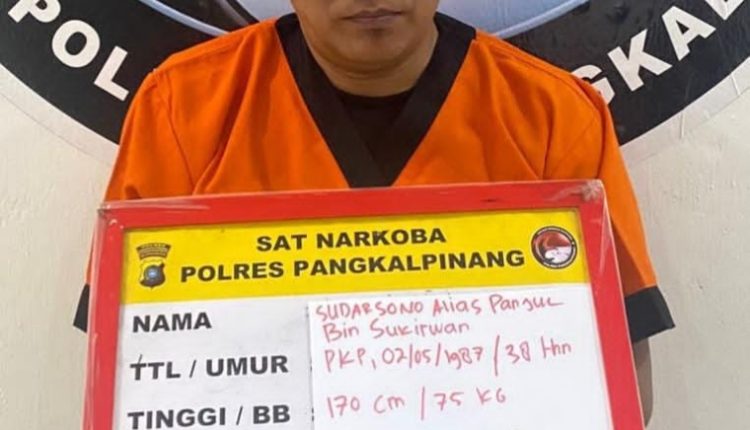 POL
NGKAL
SAT NARKOBA
POLRES PANGKALPINANG
NAMA
SUDARSONO Alias Panjul
Bin Sukirwan
TTL / UMUR
PKP, 02/05/1987 / 38 thn
TINGGI / BB :
170 cm / 75 KG